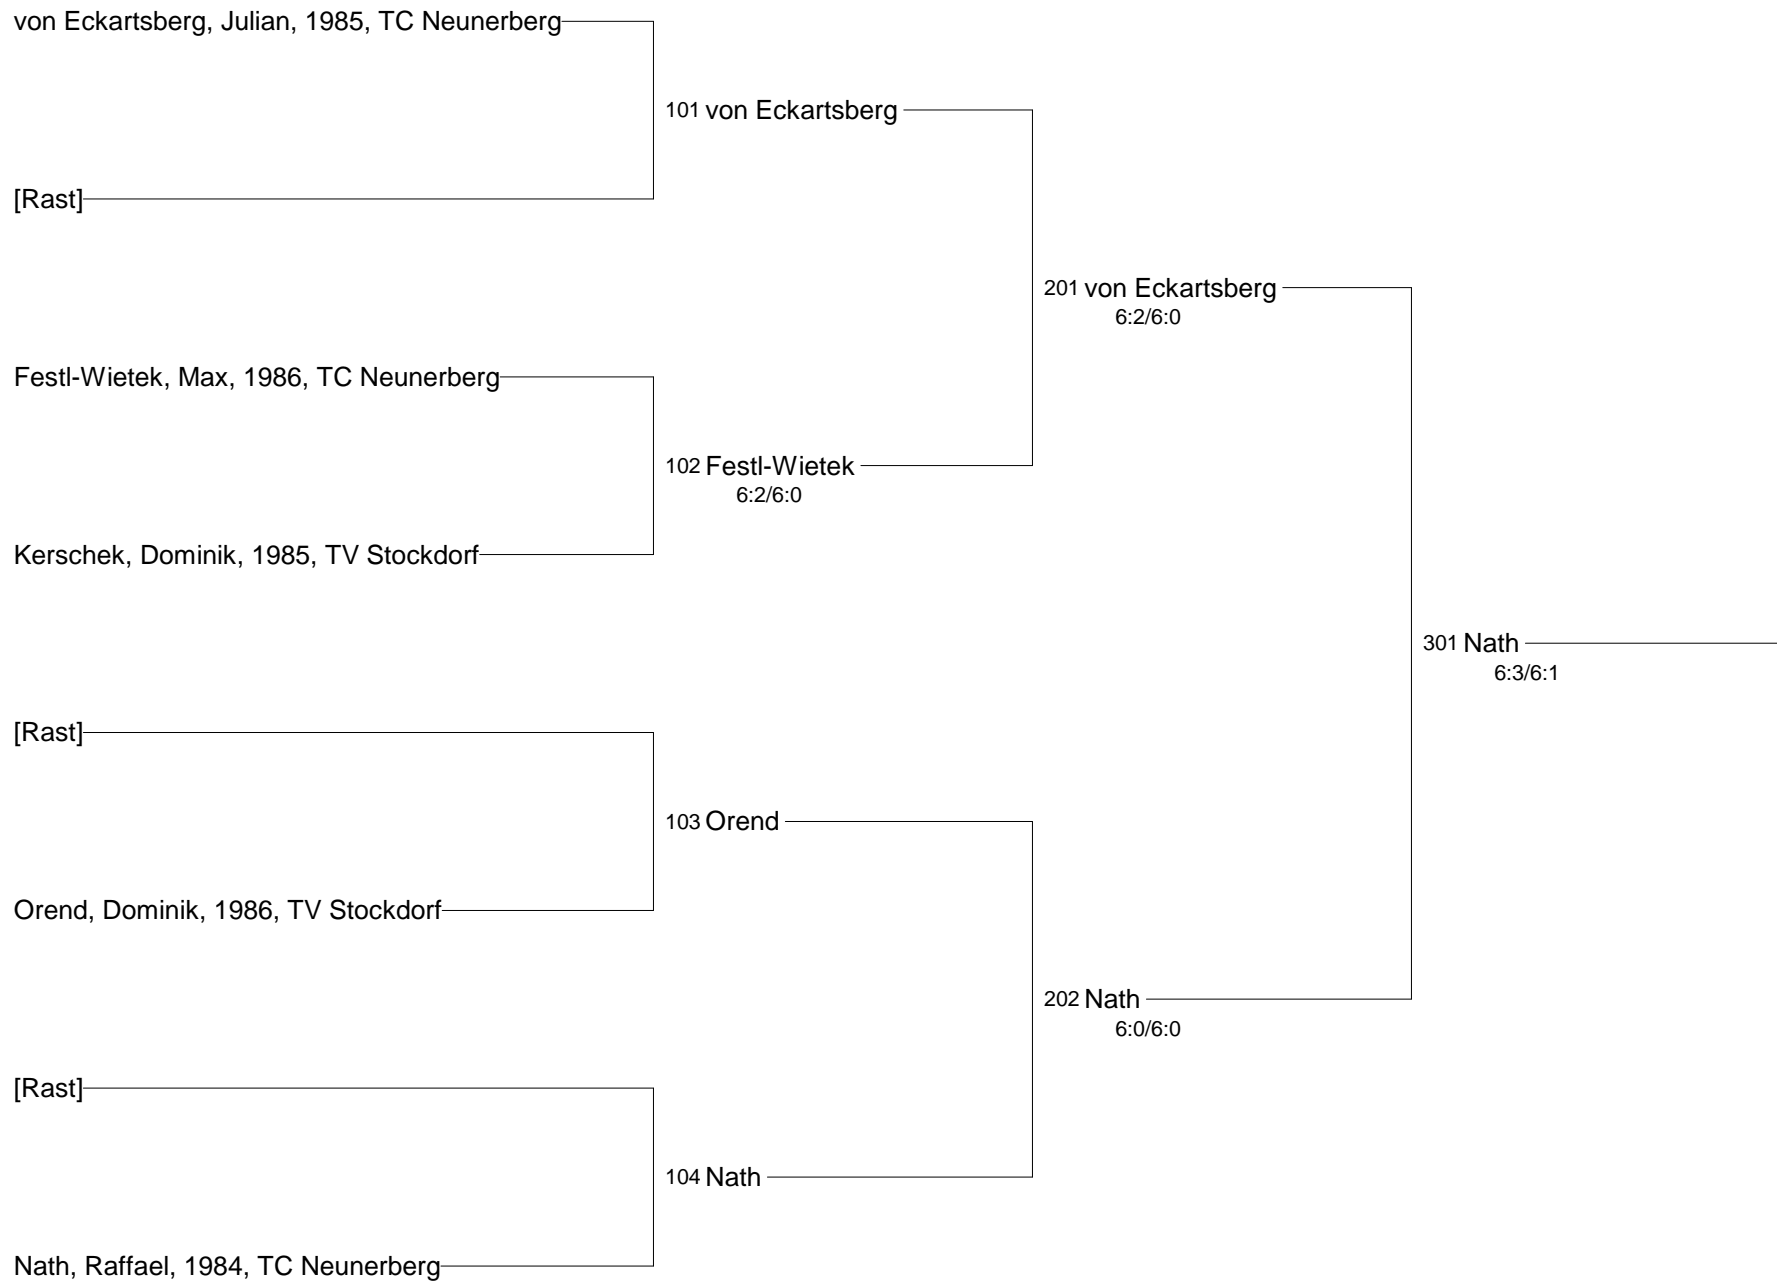 von Eckartsberg, Julian, 1985, TC Neunerberg
101 von Eckartsberg
[Rast]
201 von Eckartsberg
6:2/6:0
Festl-Wietek, Max, 1986, TC Neunerberg
102 Festl-Wietek
6:2/6:0
Kerschek, Dominik, 1985, TV Stockdorf
301 Nath
6:3/6:1
[Rast]
103 Orend
Orend, Dominik, 1986, TV Stockdorf
202 Nath
6:0/6:0
[Rast]
104 Nath
Nath, Raffael, 1984, TC Neunerberg